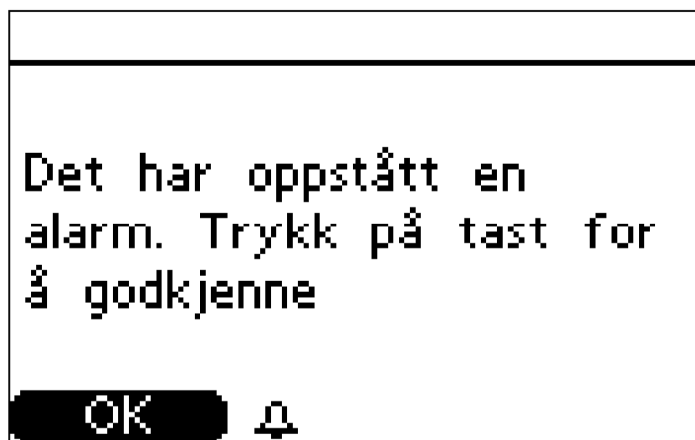 Det har oppstått en
alarm. Trykk på tast for
å godkjenne
OK